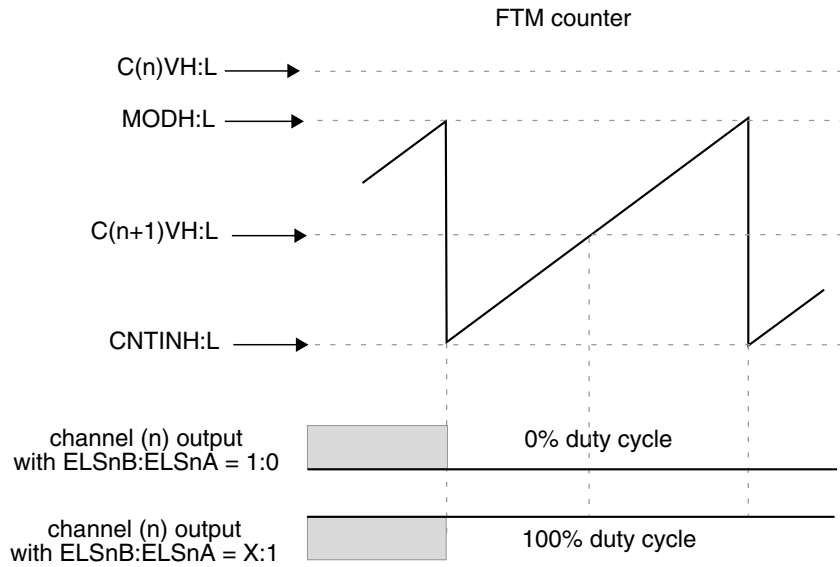 FTM counter
C(n)VH:L
MODH:L
C(n+1)VH:L
CNTINH:L
channel (n) output
with ELSnB:ELSnA = 1:0
0% duty cycle
channel (n) output
with ELSnB:ELSnA = X:1
100% duty cycle